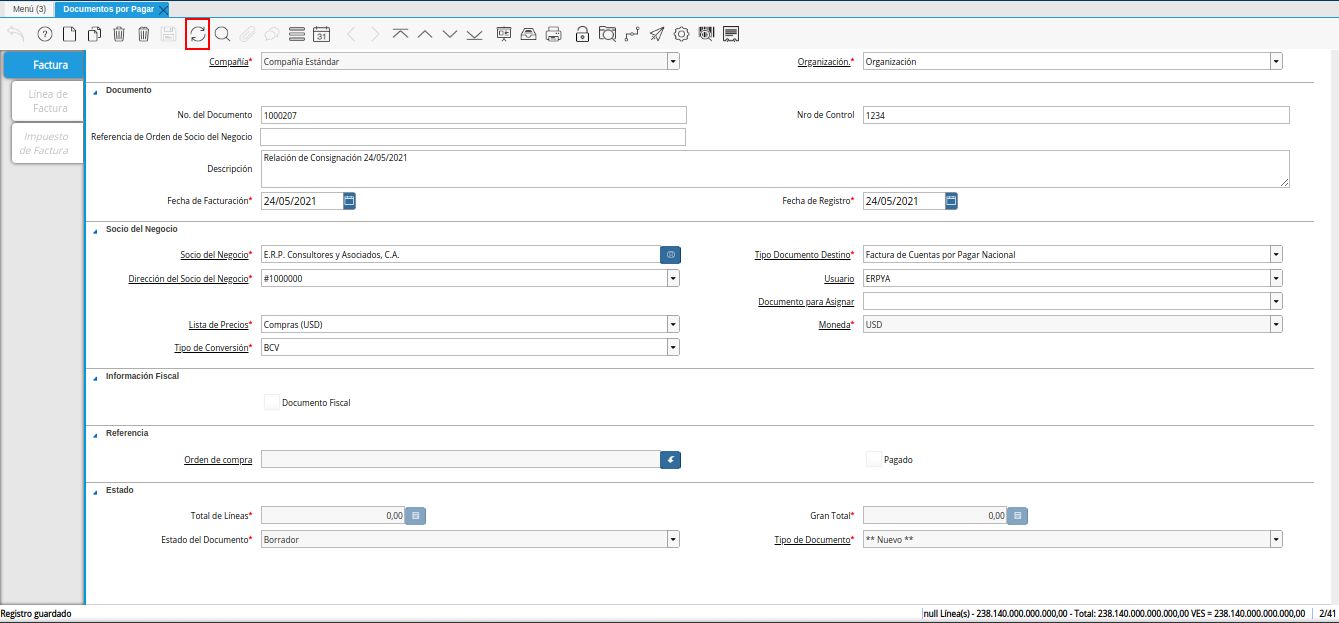 Menú (3)
Documentos por Pagar
31
Factura
Línea de
Factura
Impuesto
de Factura
Compañía* Compañía Estándar
Organización.* Organización
Documento
No. del Documento 1000207
Nro de Control 1234
Referencia de Orden de Socio del Negocio
Descripción Relación de Consignación 24/05/2021
Fecha de Facturación* 24/05/2021
Fecha de Registro* 24/05/2021
Socio del Negocio
Socio del Negocio* E.R.P. Consultores y Asociados, C.A.
Tipo Documento Destino* Factura de Cuentas por Pagar Nacional
Dirección del Socio del Negocio* #1000000
Usuario ERPYA
Documento para Asignar
Lista de Precios* Compras (USD)
Moneda* USD
Tipo de Conversión* BCV
Información Fiscal
Documento Fiscal
Referencia
Orden de compra
Pagado
Estado
Total de Líneas* 0,00
Gran Total* 0,00
Estado del Documento* Borrador
Tipo de Documento* ** Nuevo **
Registro guardado
null Línea(s) - 238.140.000.000.000,00 - Total: 238.140.000.000.000,00 VES = 238.140.000.000.000,00
2/41